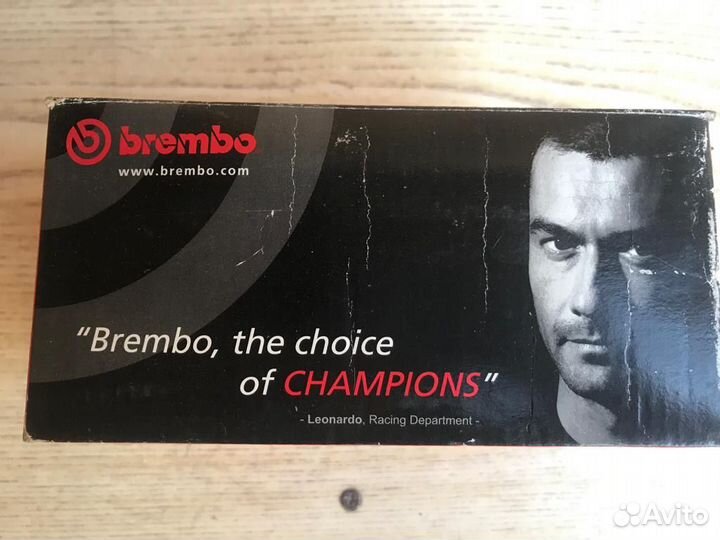 brembo
www.brembo.com
"Brembo, the choice
of CHAMPIONS"
- Leonardo, Racing Department -
Avito